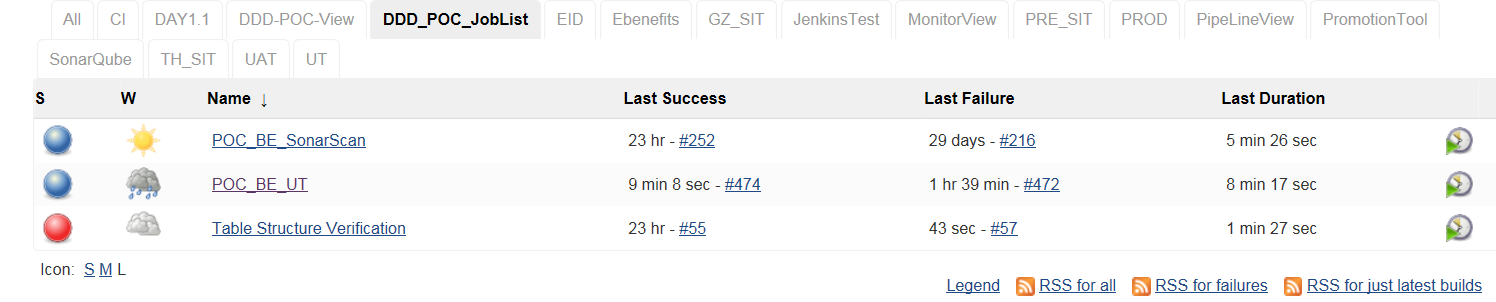 All CI DAY1.1 DDD-POC-View DDD_POC_JobList EID Ebenefits GZ_SIT JenkinsTest MonitorView PRE_SIT PROD PipeLineView PromotionTool
SonarQube TH_SIT UAT UT
S W Name ↓ Last Success Last Failure Last Duration
POC_BE_SonarScan 23 hr - #252 29 days - #216 5 min 26 sec
POC_BE_UT 9 min 8 sec - #474 1 hr 39 min - #472 8 min 17 sec
Table Structure Verification 23 hr - #55 43 sec - #57 1 min 27 sec
Icon: S M L
Legend RSS for all RSS for failures RSS for just latest builds